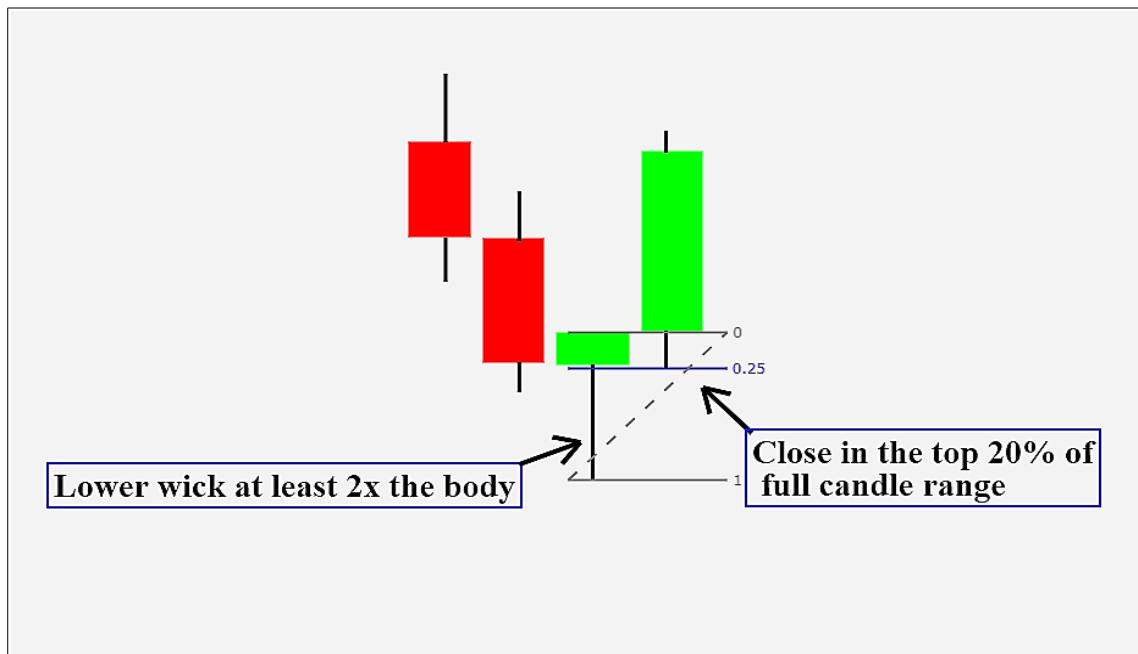 0
0.25
Close in the top 20% of
full candle range
Lower wick at least 2x the body
1